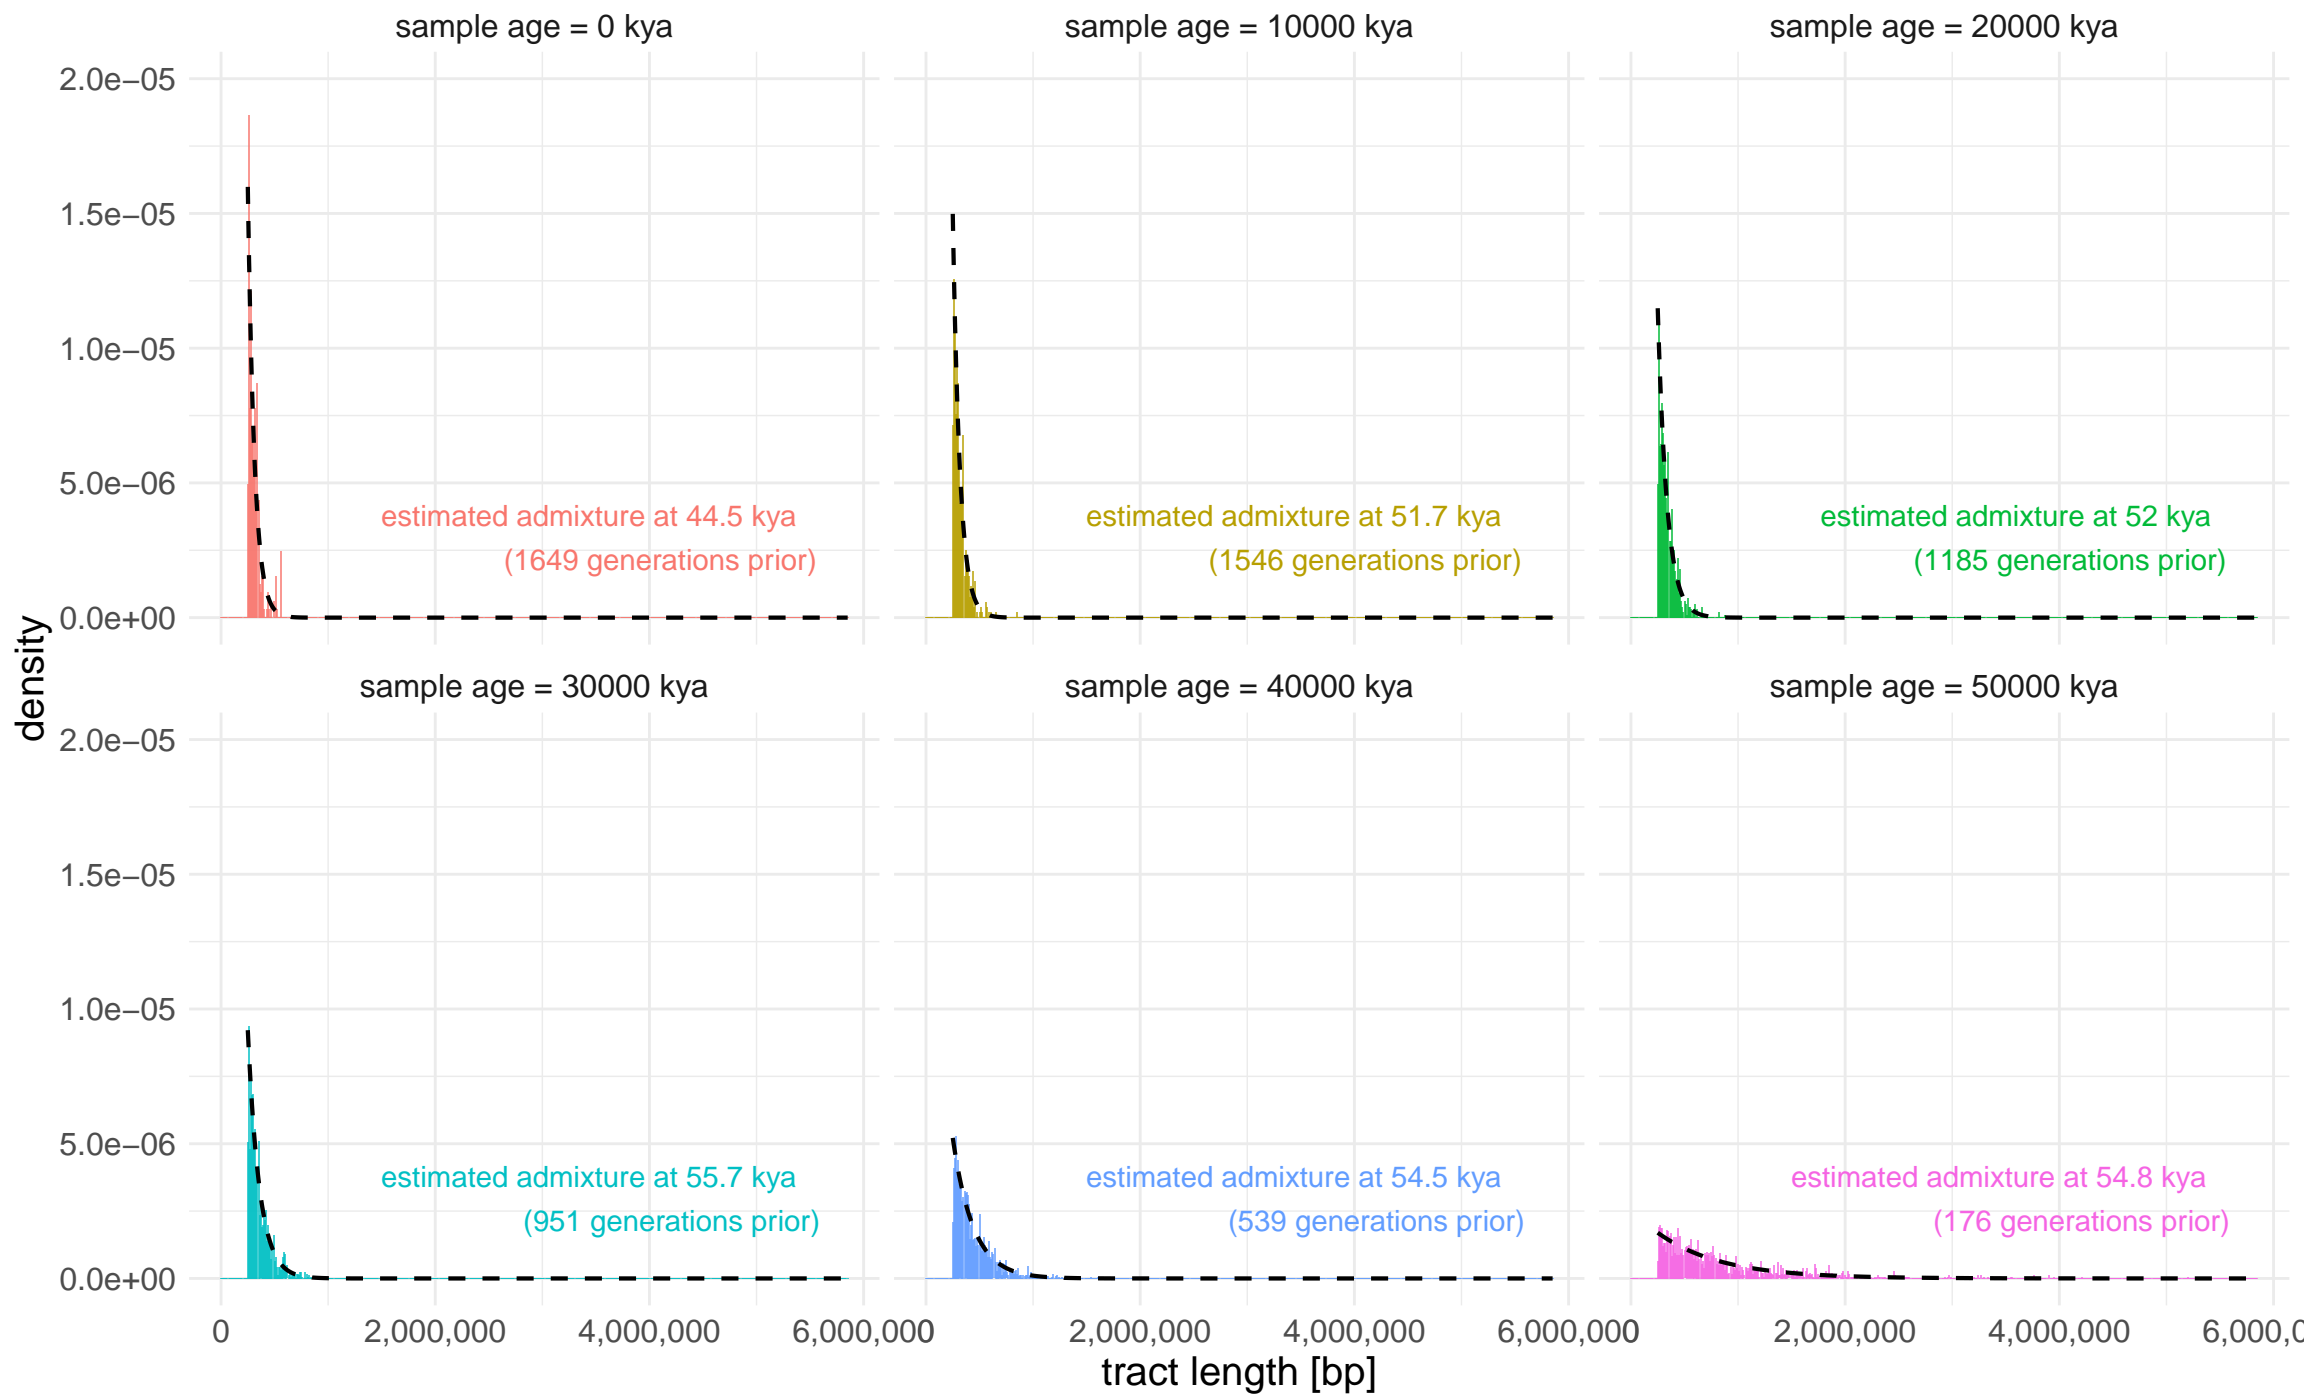 sample age = 0 kya
sample age = 10000 kya
sample age = 20000 kya
2.0e−05
1.5e−05
1.0e−05
5.0e−06
0.0e+00
estimated admixture at 44.5 kya
(1649 generations prior)
estimated admixture at 51.7 kya
(1546 generations prior)
estimated admixture at 52 kya
(1185 generations prior)
density
sample age = 30000 kya
sample age = 40000 kya
sample age = 50000 kya
2.0e−05
1.5e−05
1.0e−05
5.0e−06
0.0e+00
estimated admixture at 55.7 kya
(951 generations prior)
estimated admixture at 54.5 kya
(539 generations prior)
estimated admixture at 54.8 kya
(176 generations prior)
0 2,000,000 4,000,000 6,000,000
2,000,000 4,000,000 6,000,000
2,000,000 4,000,000 6,000,0
tract length [bp]